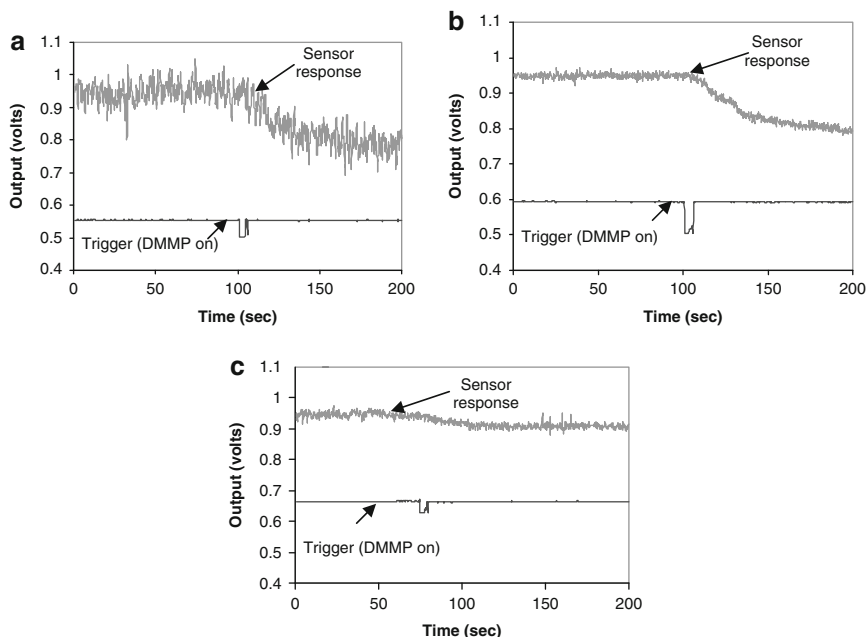 a
1.1
1
0.9
0.8
0.7
0.6
0.5
0.4
Output (volts)
Sensor
response
Trigger (DMMP on)
0
50
100
150
200
Time (sec)
b
1.1
1
0.9
0.8
0.7
0.6
0.5
0.4
Output (volts)
Sensor
response
Trigger (DMMP on)
0
50
100
150
200
Time (sec)
c
1.1
1
0.9
0.8
0.7
0.6
0.5
0.4
Output (volts)
Sensor
response
Trigger (DMMP on)
0
50
100
150
200
Time (sec)